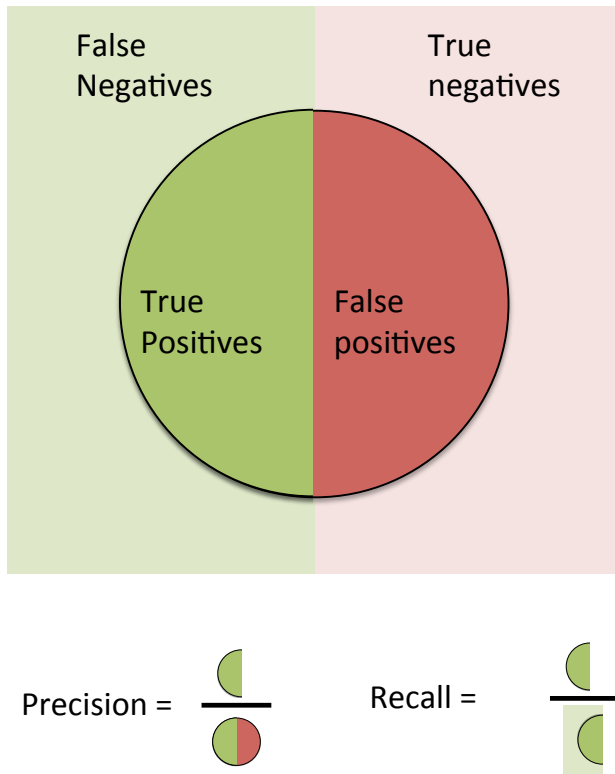 False
Negatives
True
negatives
True
Positives
False
positives
Precision =
Recall =